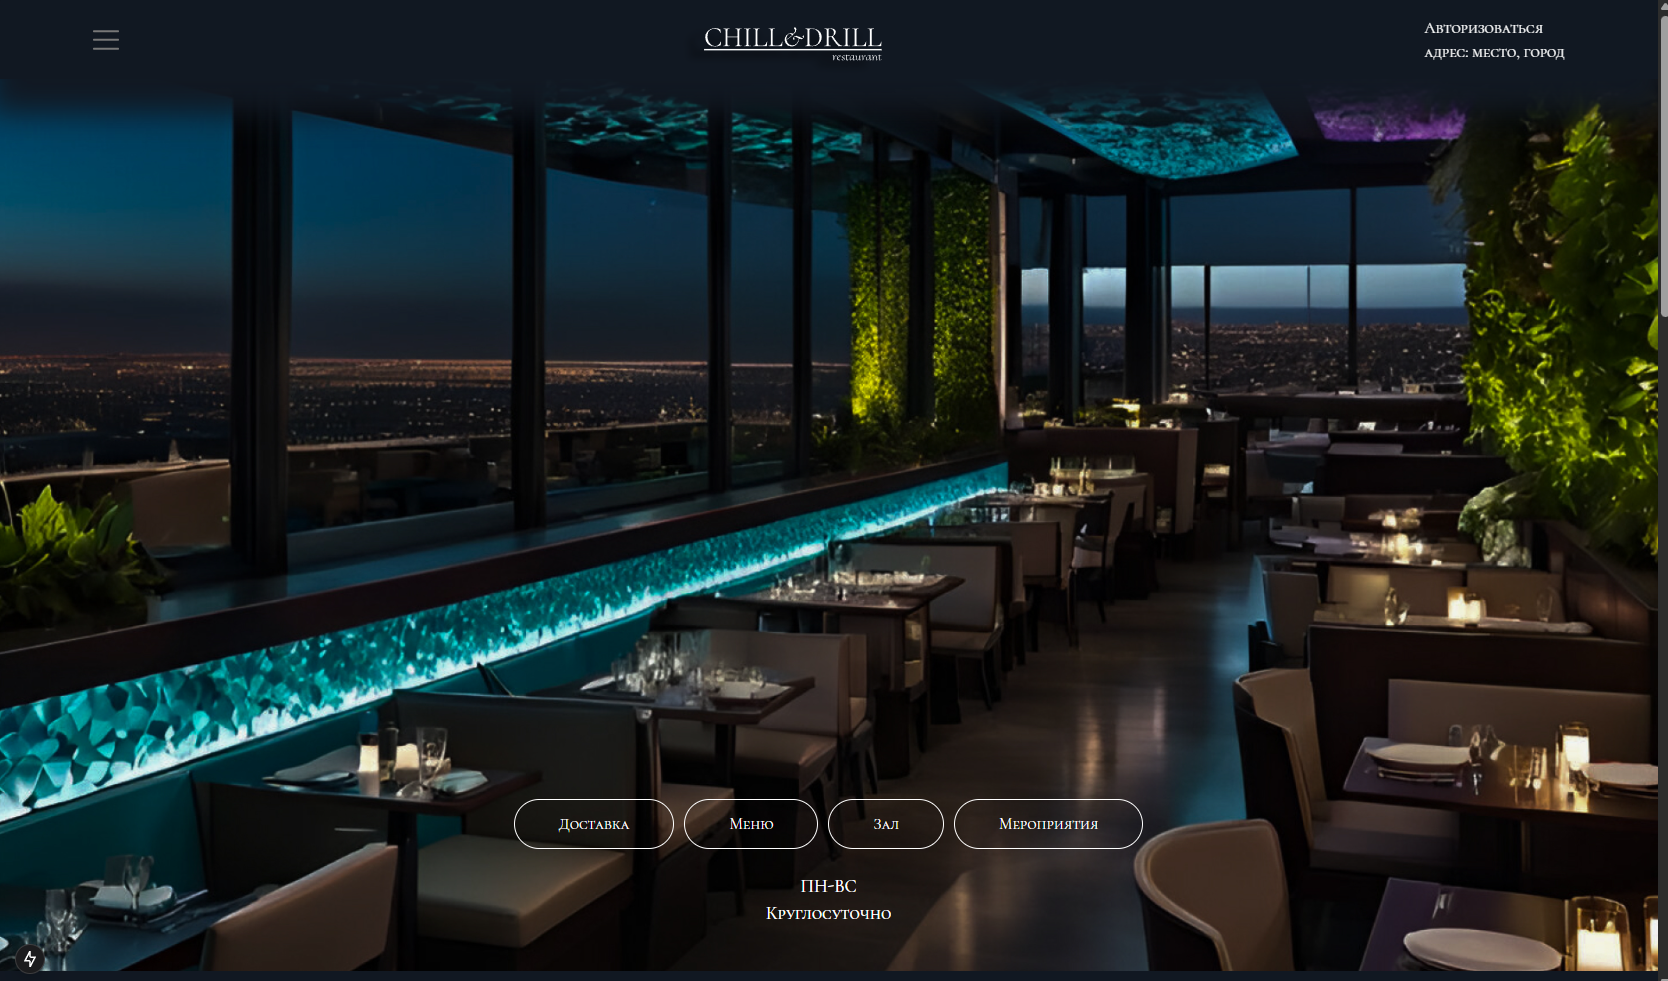 CHILL&DRILL
restaurant
Авторизоваться
адрес: место, город
Доставка
Меню
Зал
Мероприятия
ПН-ВС
Круглосуточно